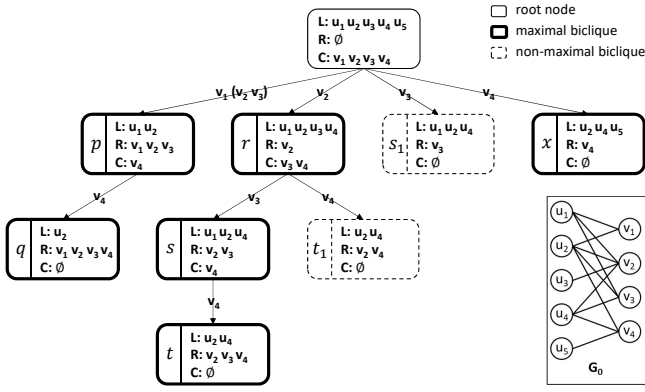 L: u₁ u₂ u₃ u₄ u₅
R: ∅
C: v₁ v₂ v₃ v₄
root node
maximal biclique
non-maximal biclique
v₁ (v₂ v₃)
v₂
v₃
v₄
p
L: u₁ u₂
R: v₁ v₂ v₃
C: v₄
r
L: u₁ u₂ u₃ u₄
R: v₂
C: v₃ v₄
s₁
L: u₁ u₂ u₄
R: v₃
C: ∅
x
L: u₂ u₄ u₅
R: v₄
C: ∅
v₄
v₃
v₄
q
L: u₂
R: v₁ v₂ v₃ v₄
C: ∅
s
L: u₁ u₂ u₄
R: v₂ v₃
C: v₄
t₁
L: u₂ u₄
R: v₂ v₄
C: ∅
v₄
t
L: u₂ u₄
R: v₂ v₃ v₄
C: ∅
u₁
u₂
u₃
u₄
u₅
v₁
v₂
v₃
v₄
G₀